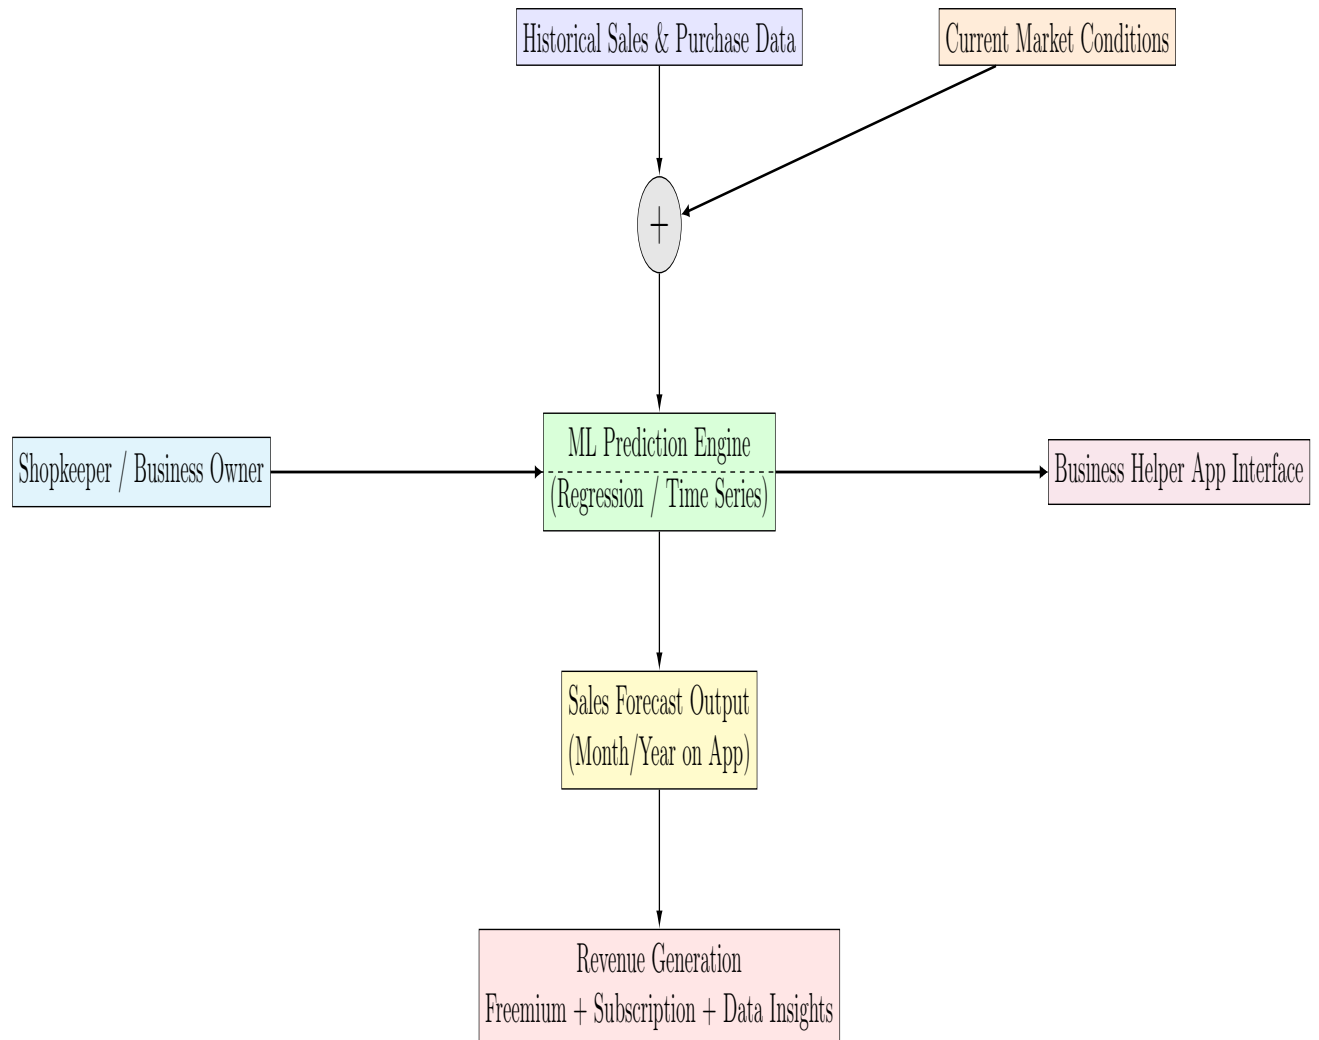 Historical Sales & Purchase Data
Current Market Conditions
+
Shopkeeper / Business Owner
ML Prediction Engine
(Regression / Time Series)
Business Helper App Interface
Sales Forecast Output
(Month/Year on App)
Revenue Generation
Freemium + Subscription + Data Insights